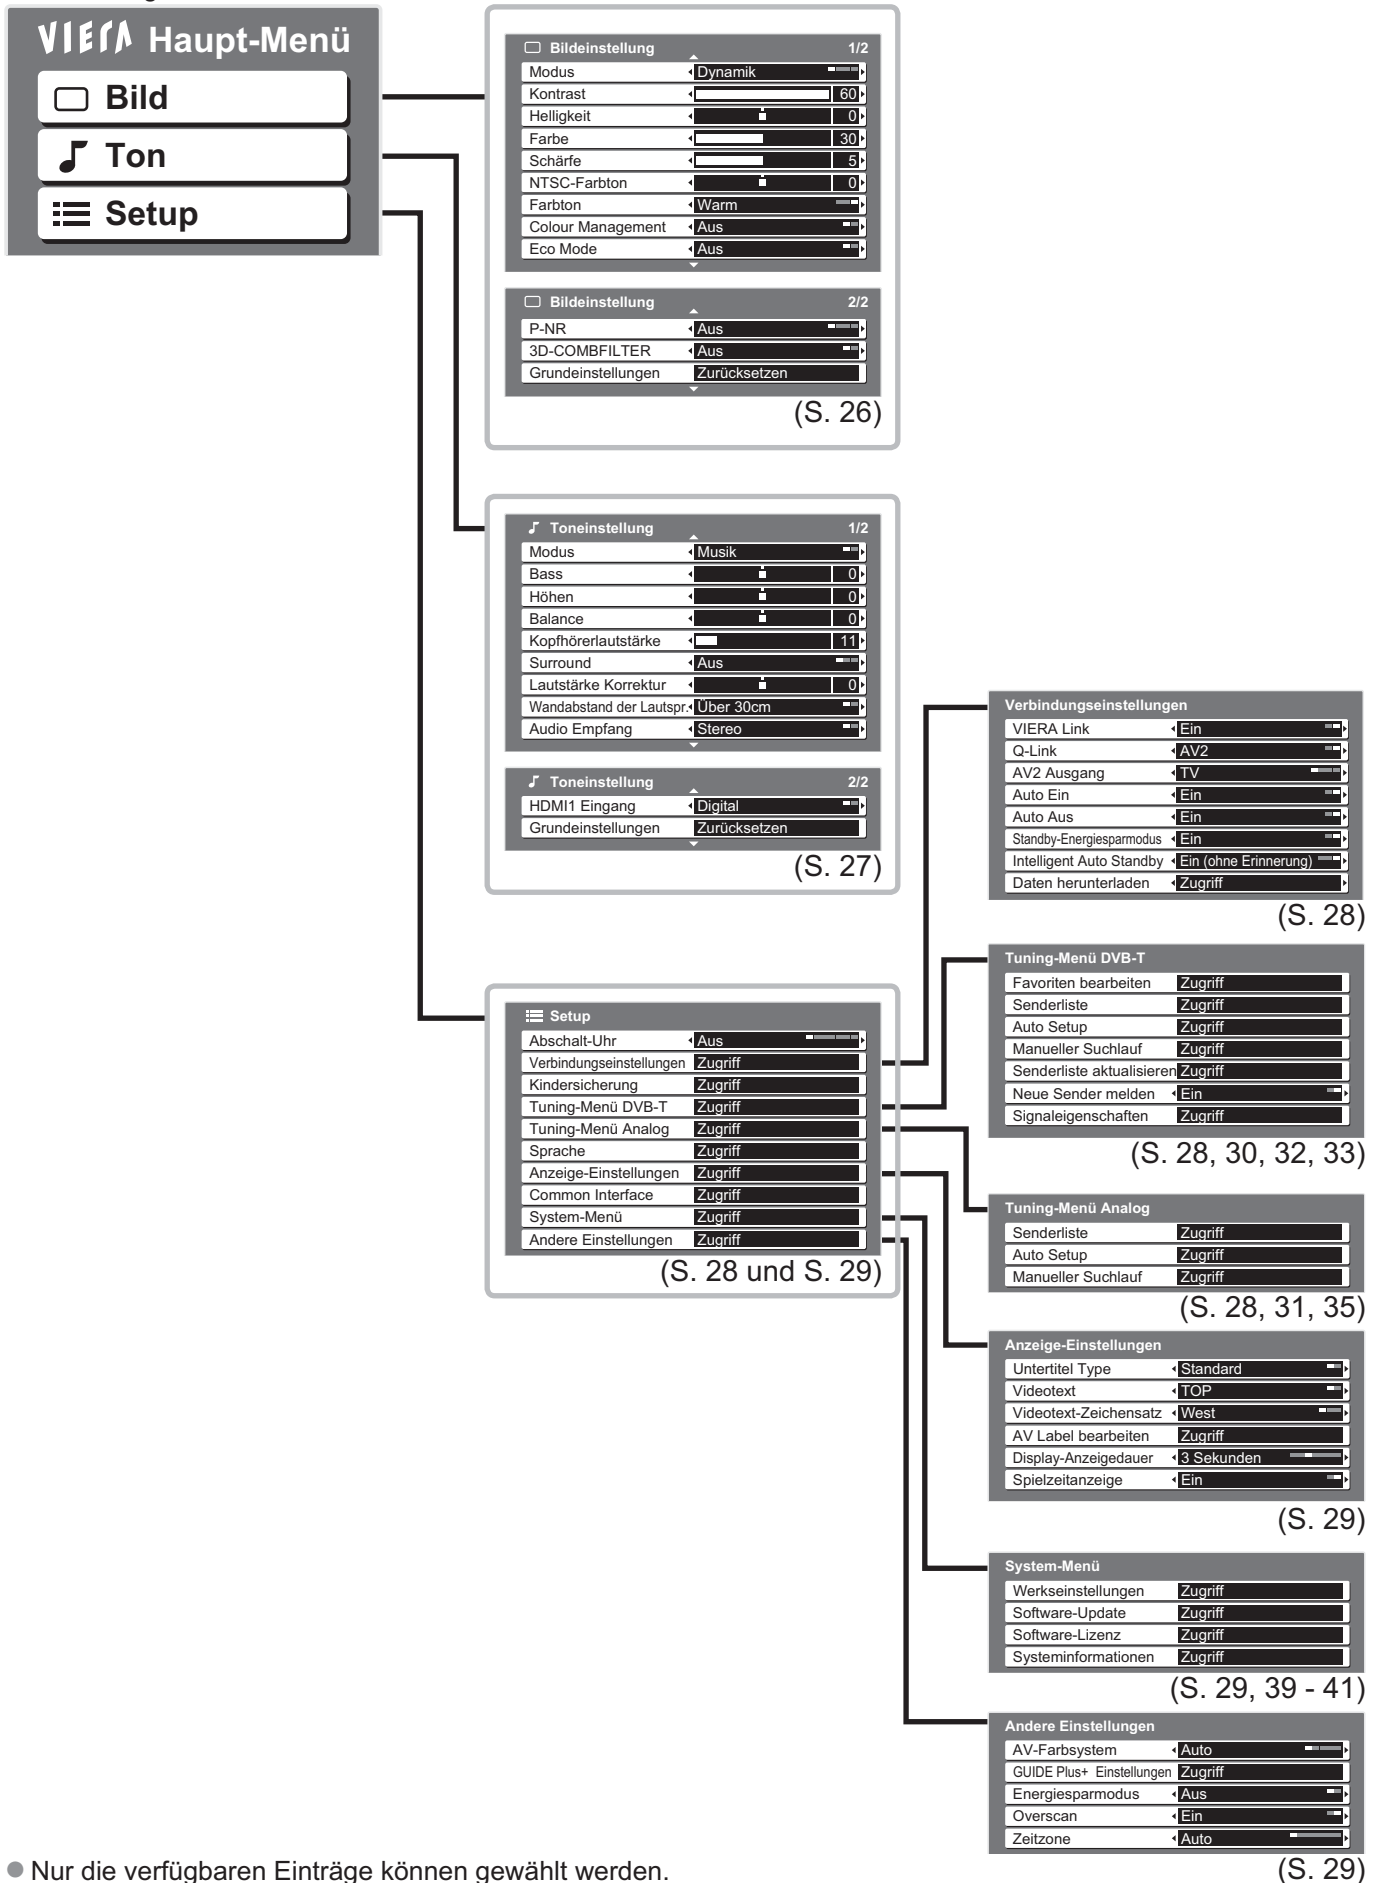 VIERA Haupt-Menü
Bild
Ton
Setup
Bildeinstellung 1/2
Modus Dynamik
Kontrast 60
Helligkeit 0
Farbe 30
Schärfe 5
NTSC-Farbton 0
Farbton Warm
Colour Management Aus
Eco Mode Aus
Bildeinstellung 2/2
P-NR Aus
3D-COMBFILTER Aus
Grundeinstellungen Zurücksetzen
(S. 26)
Toneinstellung 1/2
Modus Musik
Bass 0
Höhen 0
Balance 0
Kopfhörerlautstärke 11
Surround Aus
Lautstärke Korrektur 0
Wandabstand der Lautspr. Über 30cm
Audio Empfang Stereo
Toneinstellung 2/2
HDMI1 Eingang Digital
Grundeinstellungen Zurücksetzen
(S. 27)
Setup
Abschalt-Uhr Aus
Verbindungseinstellungen Zugriff
Kindersicherung Zugriff
Tuning-Menü DVB-T Zugriff
Tuning-Menü Analog Zugriff
Sprache Zugriff
Anzeige-Einstellungen Zugriff
Common Interface Zugriff
System-Menü Zugriff
Andere Einstellungen Zugriff
(S. 28 und S. 29)
Verbindungseinstellungen
VIERA Link Ein
Q-Link AV2
AV2 Ausgang TV
Auto Ein Ein
Auto Aus Ein
Standby-Energiesparmodus Ein
Intelligent Auto Standby Ein (ohne Erinnerung)
Daten herunterladen Zugriff
(S. 28)
Tuning-Menü DVB-T
Favoriten bearbeiten Zugriff
Senderliste Zugriff
Auto Setup Zugriff
Manueller Suchlauf Zugriff
Senderliste aktualisieren Zugriff
Neue Sender melden Ein
Signaleigenschaften Zugriff
(S. 28, 30, 32, 33)
Tuning-Menü Analog
Senderliste Zugriff
Auto Setup Zugriff
Manueller Suchlauf Zugriff
(S. 28, 31, 35)
Anzeige-Einstellungen
Untertitel Type Standard
Videotext TOP
Videotext-Zeichensatz West
AV Label bearbeiten Zugriff
Display-Anzeigedauer 3 Sekunden
Spielzeitanzeige Ein
(S. 29)
System-Menü
Werkseinstellungen Zugriff
Software-Update Zugriff
Software-Lizenz Zugriff
Systeminformationen Zugriff
(S. 29, 39 - 41)
Andere Einstellungen
AV-Farbsystem Auto
GUIDE Plus+ Einstellungen Zugriff
Energiesparmodus Aus
Overscan Ein
Zeitzone Auto
(S. 29)
● Nur die verfügbaren Einträge können gewählt werden.